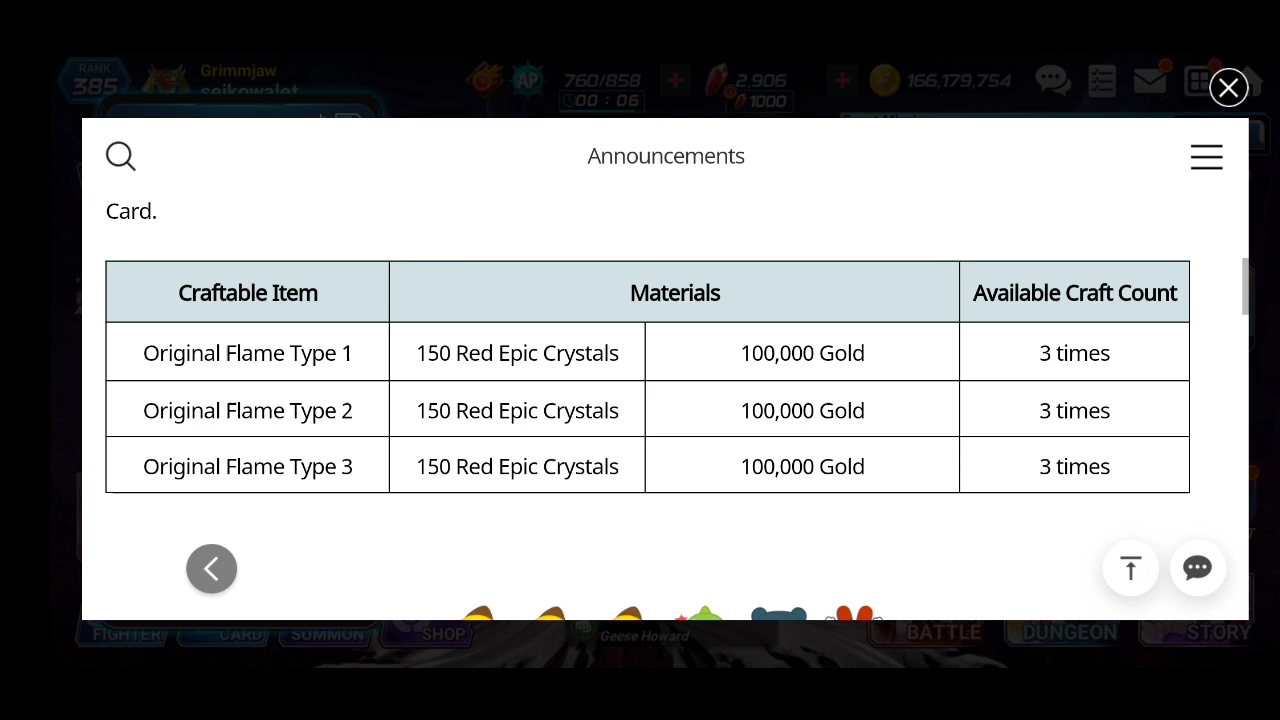 RANK
385
Grimmjaw
seikowalet
AP
760/858
00 : 06
2,906
1000
166,179,754
Announcements
Card.
Craftable Item Materials Available Craft Count
Original Flame Type 1 150 Red Epic Crystals 100,000 Gold 3 times
Original Flame Type 2 150 Red Epic Crystals 100,000 Gold 3 times
Original Flame Type 3 150 Red Epic Crystals 100,000 Gold 3 times
FIGHTER CARD SUMMON SHOP Geese Howard BATTLE DUNGEON STORY